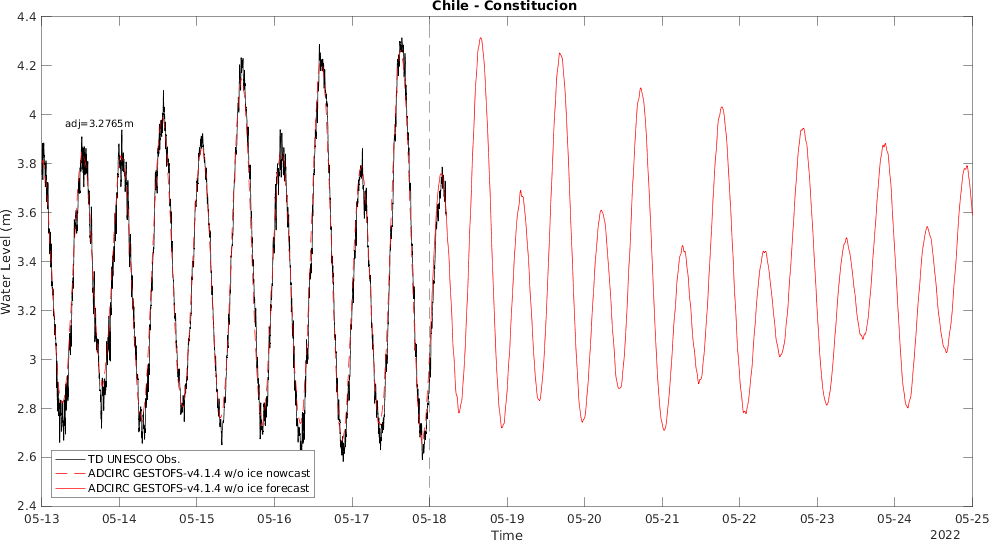 Chile - Constitucion
4.4
4.2
4
3.8
3.6
3.4
3.2
3
2.8
2.6
2.4
Water Level (m)
adj=3.2765m
TD UNESCO Obs.
ADCIRC GESTOFS-v4.1.4 w/o ice nowcast
ADCIRC GESTOFS-v4.1.4 w/o ice forecast
05-13 05-14 05-15 05-16 05-17 05-18 05-19 05-20 05-21 05-22 05-23 05-24 05-25
Time
2022